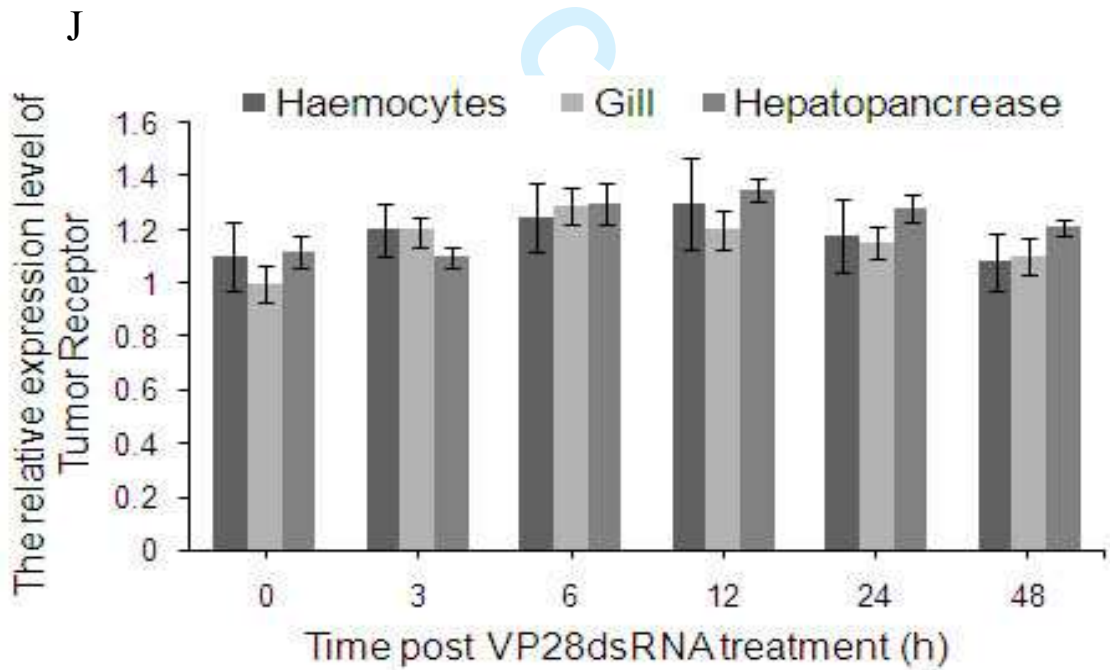 J
Haemocytes Gill Hepatopancrease
The relative expression level of
Tumor Receptor
1.6
1.4
1.2
1
0.8
0.6
0.4
0.2
0
0 3 6 12 24 48
Time post VP28dsRNA treatment (h)